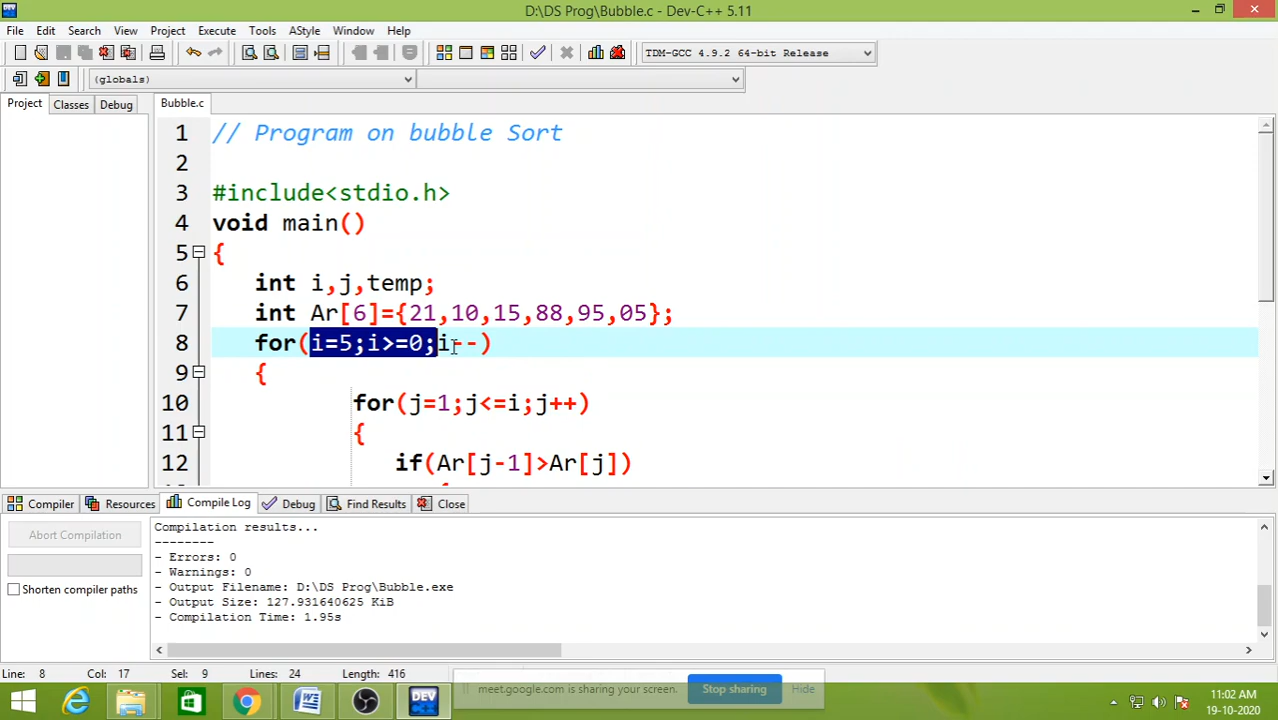 D:\DS Prog\Bubble.c - Dev-C++ 5.11
File Edit Search View Project Execute Tools AStyle Window Help
TDM-GCC 4.9.2 64-bit Release
(globals)
Project Classes Debug
Bubble.c
1 // Program on bubble Sort
2
3 #include<stdio.h>
4 void main()
5 {
6 int i,j,temp;
7 int Ar[6]={21,10,15,88,95,05};
8 for(i=5;i>=0;i--)
9 {
10 for(j=1;j<=i;j++)
11 {
12 if(Ar[j-1]>Ar[j])
Compiler Resources Compile Log Debug Find Results Close
Abort Compilation
Shorten compiler paths
Compilation results...
--------
- Errors: 0
- Warnings: 0
- Output Filename: D:\DS Prog\Bubble.exe
- Output Size: 127.931640625 KiB
- Compilation Time: 1.95s
Line: 8 Col: 17 Sel: 9 Lines: 24 Length: 416
meet.google.com is sharing your screen. Stop sharing Hide
DEV C++
11:02 AM
19-10-2020